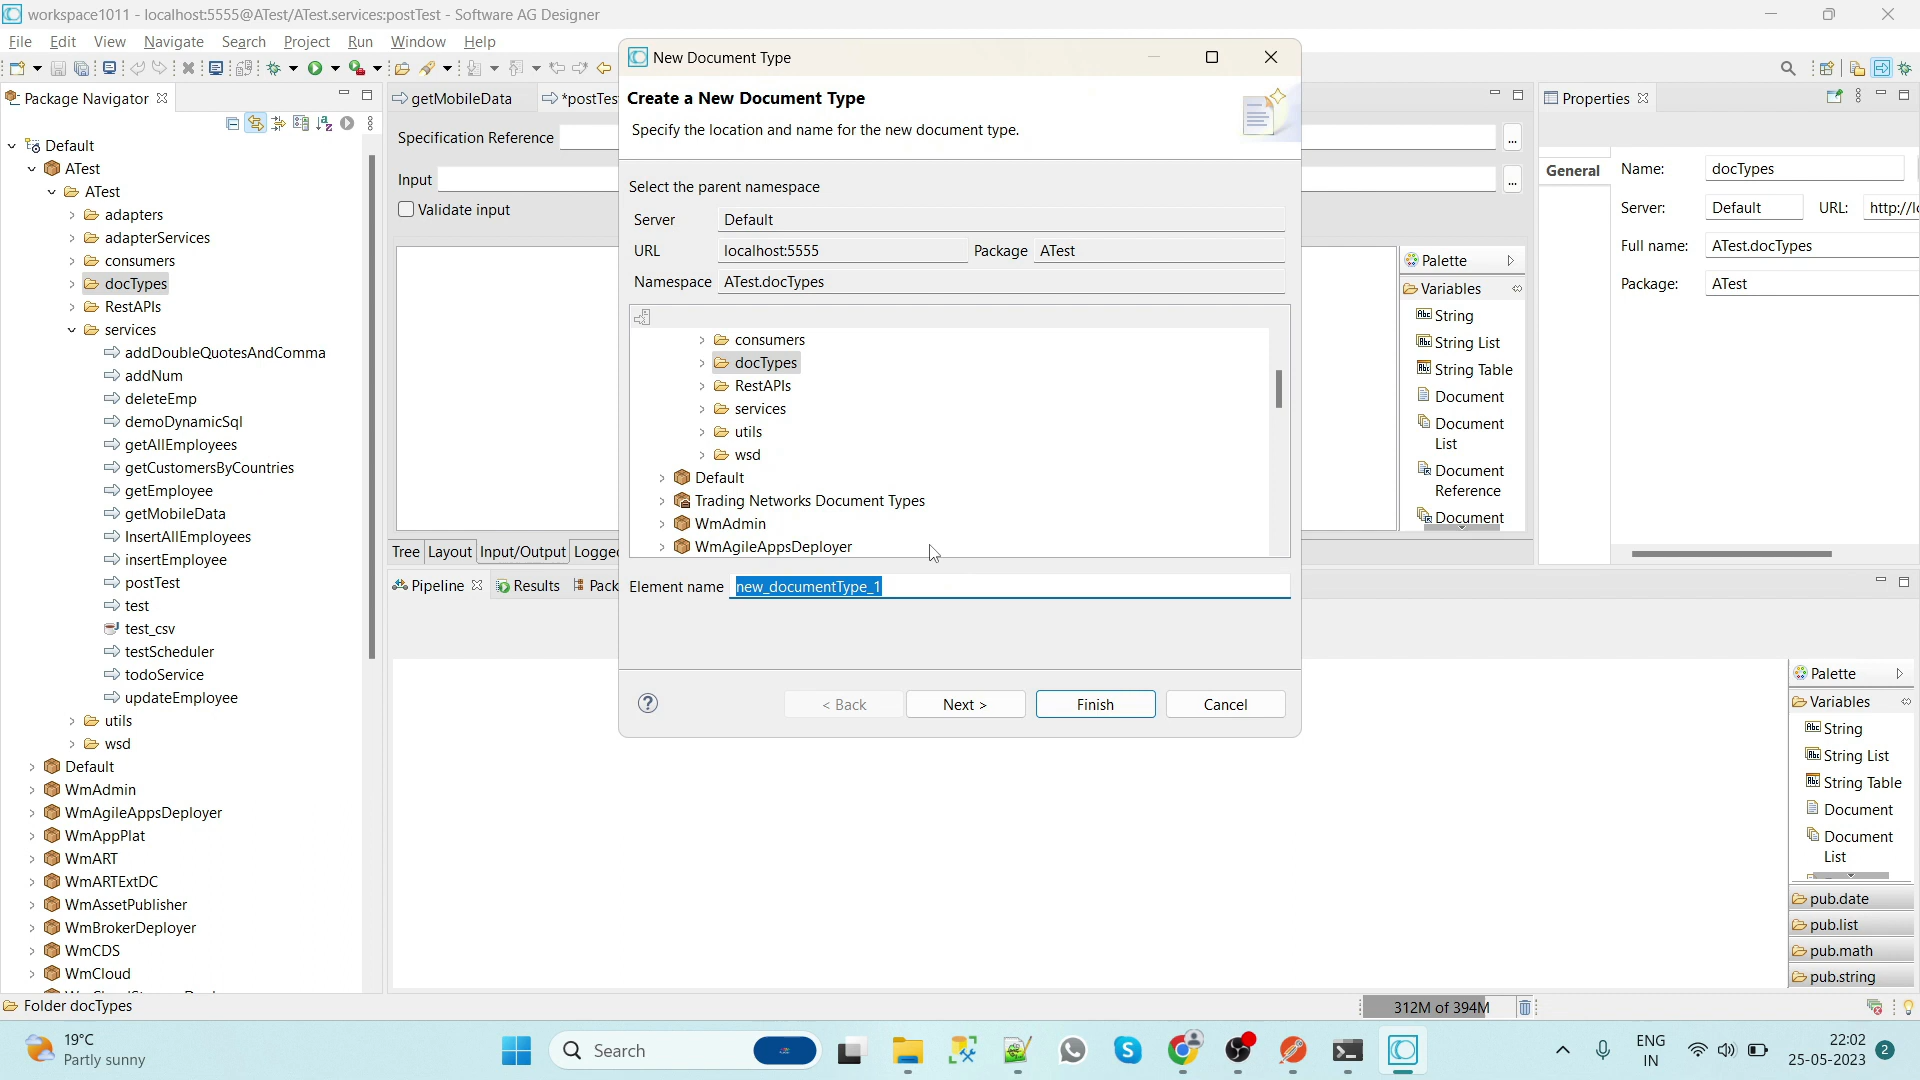 workspace1011 - localhost:5555@ATest/ATest.services:postTest - Software AG Designer
File Edit View Navigate Search Project Run Window Help
Package Navigator
Default
ATest
ATest
adapters
adapterServices
consumers
docTypes
RestAPIs
services
addDoubleQuotesAndComma
addNum
deleteEmp
demoDynamicSql
getAllEmployees
getCustomersByCountries
getEmployee
getMobileData
InsertAllEmployees
insertEmployee
postTest
test
test_csv
testScheduler
todoService
updateEmployee
utils
wsd
Default
WmAdmin
WmAgileAppsDeployer
WmAppPlat
WmART
WmARTExtDC
WmAssetPublisher
WmBrokerDeployer
WmCDS
WmCloud
Folder docTypes
getMobileData
*postTes
Specification Reference
...
Input
...
Validate input
Tree Layout Input/Output Logge
Pipeline Results Pack
New Document Type
Create a New Document Type
Specify the location and name for the new document type.
Select the parent namespace
Server Default
URL localhost:5555 Package ATest
Namespace ATest.docTypes
consumers
docTypes
RestAPIs
services
utils
wsd
Default
Trading Networks Document Types
WmAdmin
WmAgileAppsDeployer
Element name new_documentType_1
? < Back Next > Finish Cancel
Palette
Variables
String
String List
String Table
Document
Document
List
Document
Reference
Document
Properties
General
Name: docTypes
Server: Default URL: http://l
Full name: ATest.docTypes
Package: ATest
Palette
Variables
String
String List
String Table
Document
Document
List
pub.date
pub.list
pub.math
pub.string
312M of 394M
19°C
Partly sunny
Search
ENG
IN
22:02
25-05-2023
2